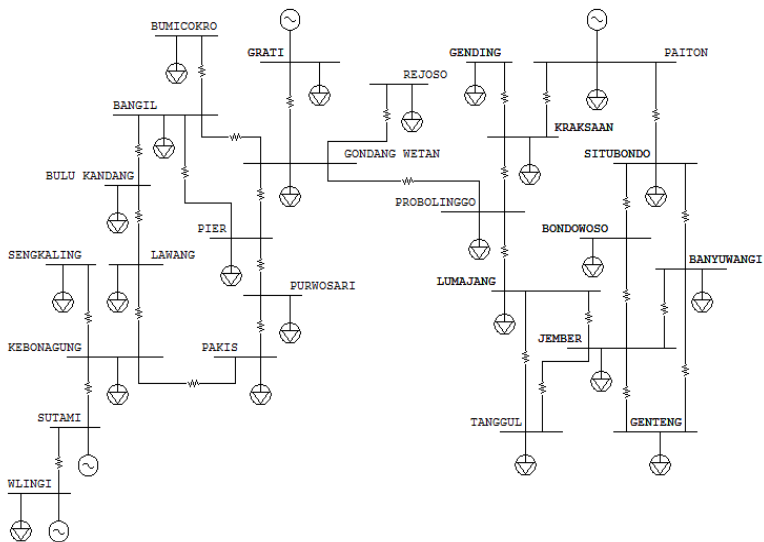 BUMICOKRO
GRATI
GENDING
PAITON
REJOSO
BANGIL
KRAKSAAN
GONDANG WETAN
SITUBONDO
BULU KANDANG
PROBOLINGGO
PIER
BONDOWOSO
SENGKALING
LAWANG
BANYUWANGI
PURWOSARI
LUMAJANG
KEBONAGUNG
PAKIS
JEMBER
SUTAMI
TANGGUL
GENTENG
WLINGI